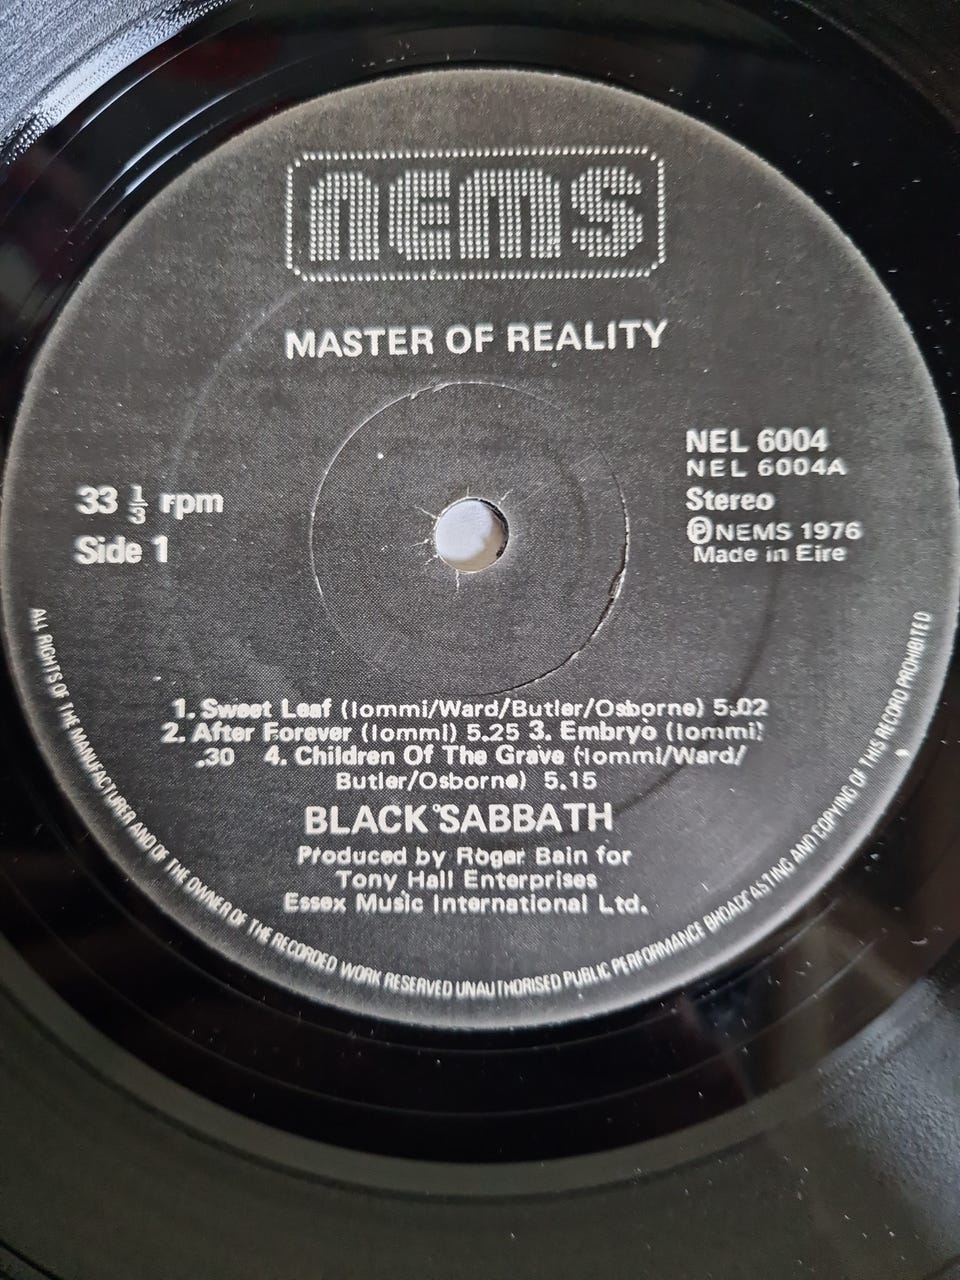 nems
MASTER OF REALITY
NEL 6004
NEL 6004A
33 1/3 rpm
Stereo
Side 1
Ⓟ NEMS 1976
Made in Eire
1. Sweet Leaf (Iommi/Ward/Butler/Osborne) 5.02
2. After Forever (Iommi) 5.25 3. Embryo (Iommi)
.30 4. Children Of The Grave (Iommi/Ward/
Butler/Osborne) 5.15
BLACK SABBATH
Produced by Roger Bain for
Tony Hall Enterprises
Essex Music International Ltd.
ALL RIGHTS OF THE MANUFACTURER AND OF THE OWNER OF THE RECORDED WORK RESERVED UNAUTHORISED PUBLIC PERFORMANCE BROADCASTING AND COPYING OF THIS RECORD PROHIBITED